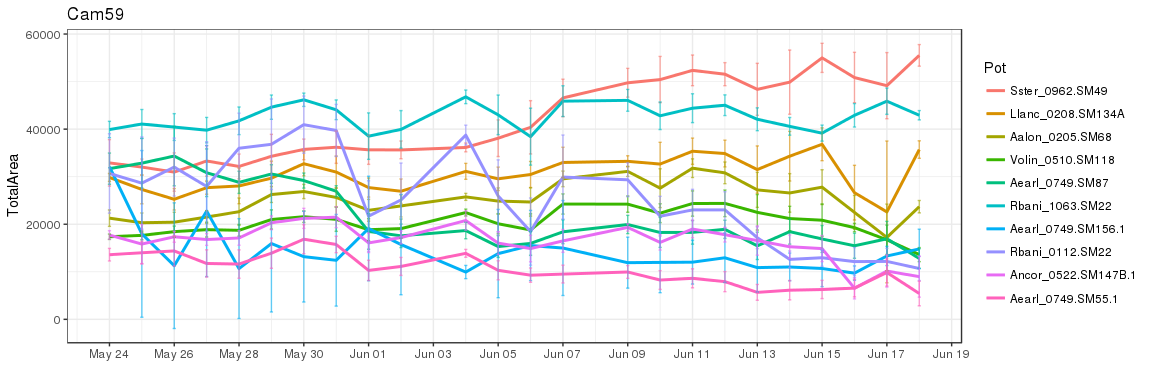 Cam59
60000
40000
20000
0
TotalArea
May 24 May 26 May 28 May 30 Jun 01 Jun 03 Jun 05 Jun 07 Jun 09 Jun 11 Jun 13 Jun 15 Jun 17 Jun 19
Pot
Sster_0962.SM49
Llanc_0208.SM134A
Aalon_0205.SM68
Volin_0510.SM118
Aearl_0749.SM87
Rbani_1063.SM22
Aearl_0749.SM156.1
Rbani_0112.SM22
Ancor_0522.SM147B.1
Aearl_0749.SM55.1